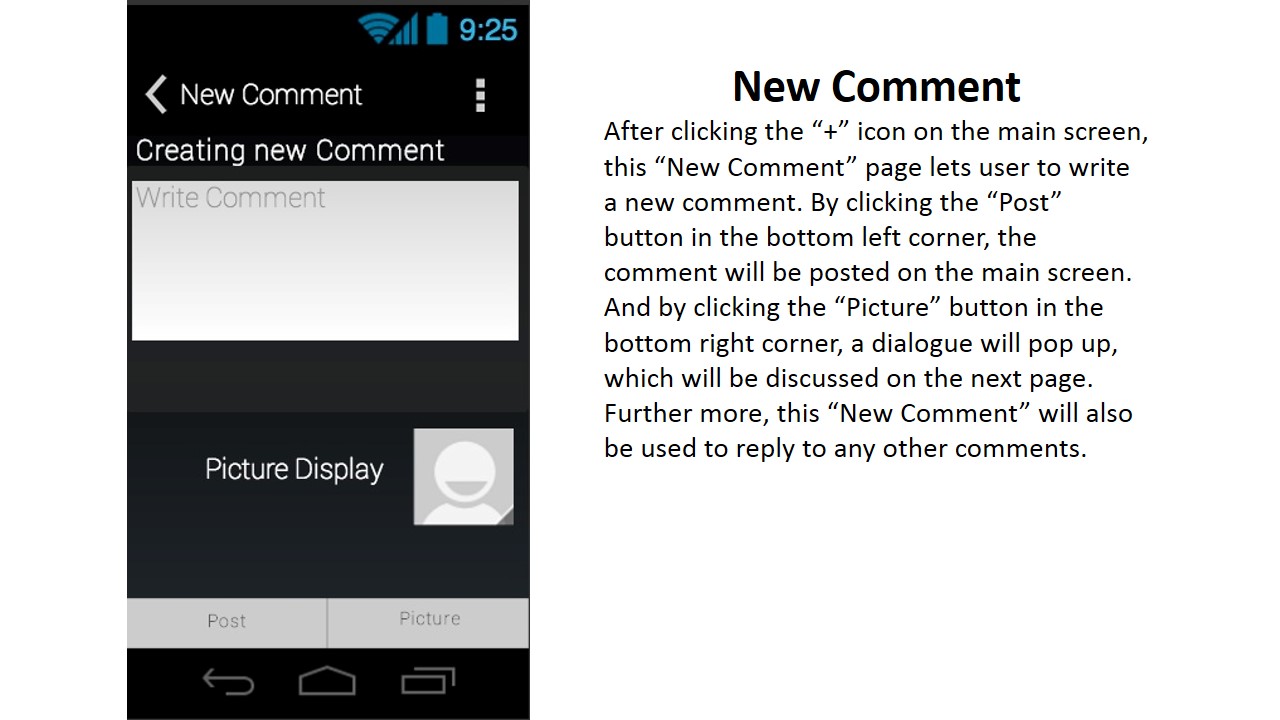 9:25
New Comment
Creating new Comment
Write Comment
Picture Display
Post
Picture
New Comment
After clicking the “+” icon on the main screen,
this “New Comment” page lets user to write
a new comment. By clicking the “Post”
button in the bottom left corner, the
comment will be posted on the main screen.
And by clicking the “Picture” button in the
bottom right corner, a dialogue will pop up,
which will be discussed on the next page.
Further more, this “New Comment” will also
be used to reply to any other comments.